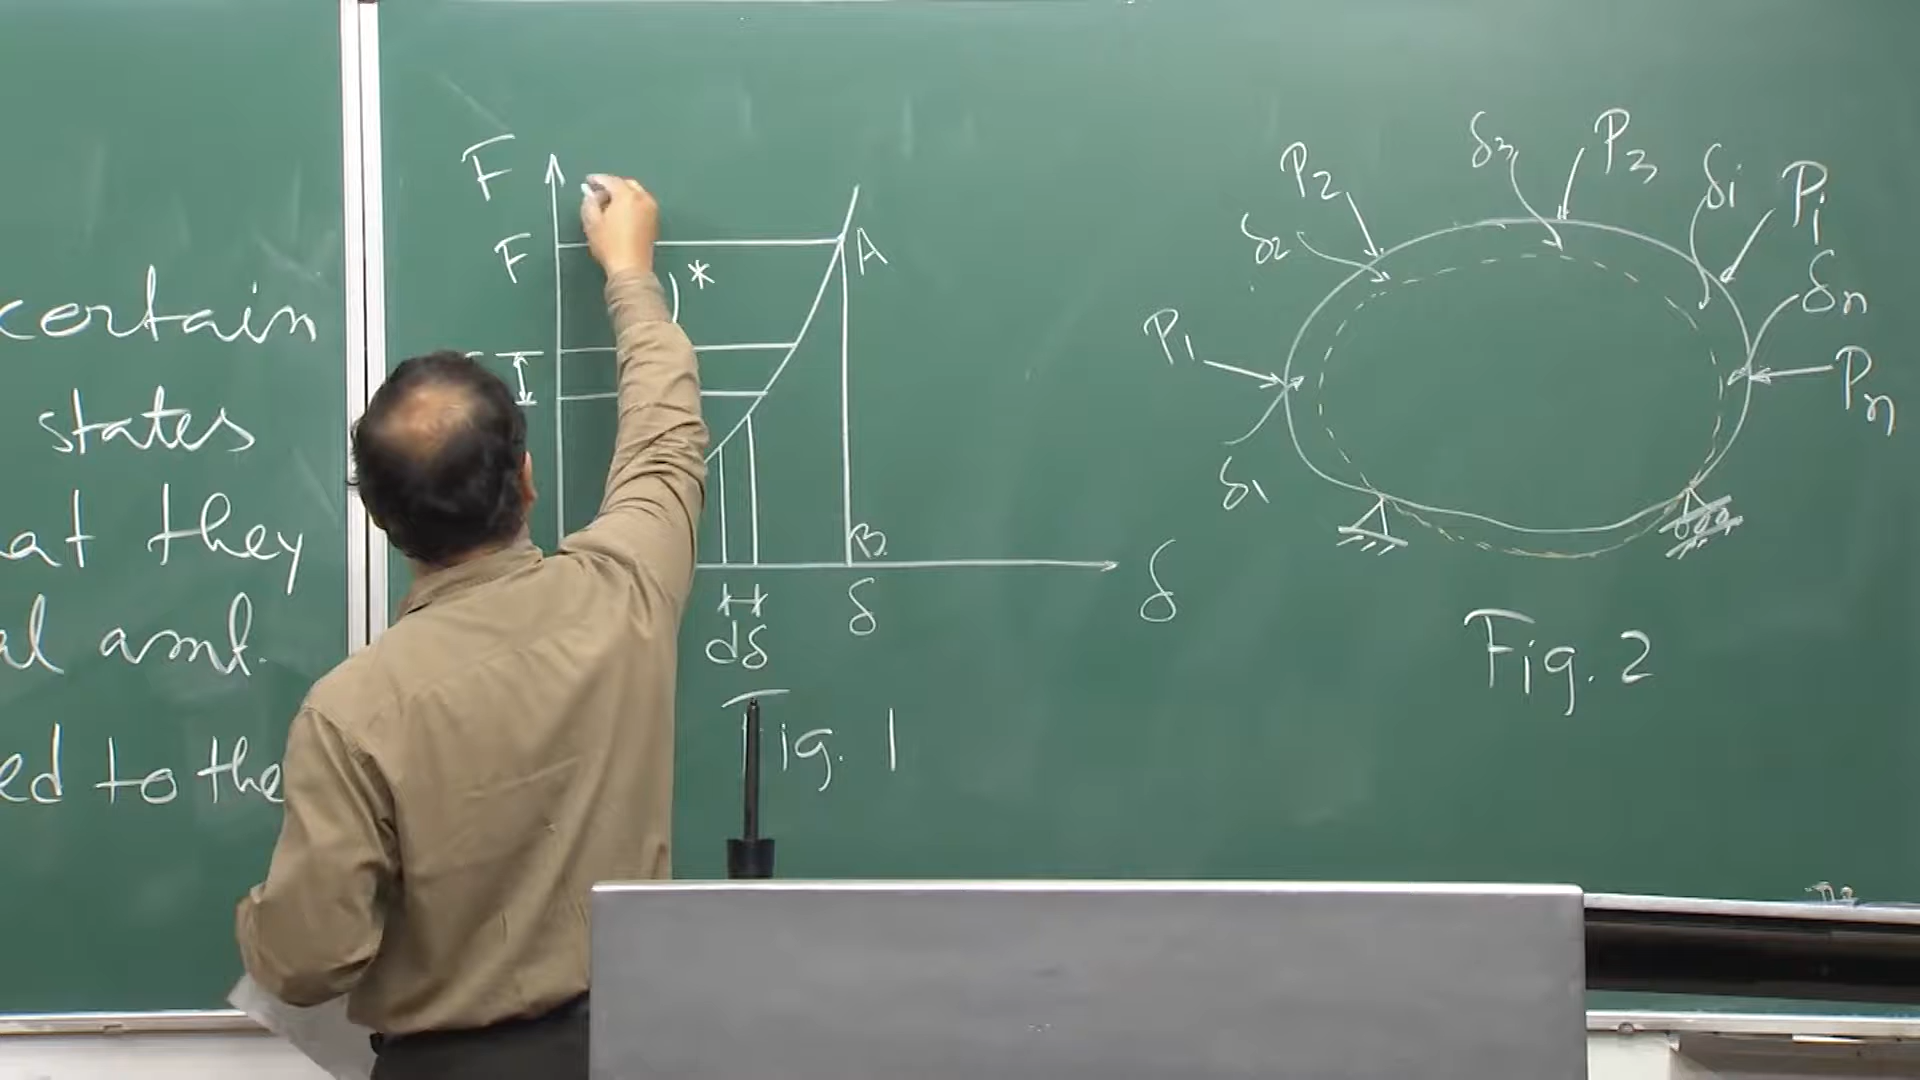 certain
states
at they
al amt.
ed to the
F
F
*
A
B.
δ
δ
dδ
Fig. 1
P1
P2
P3
Pi
Pn
δ1
δ2
δ3
δi
δn
Fig. 2